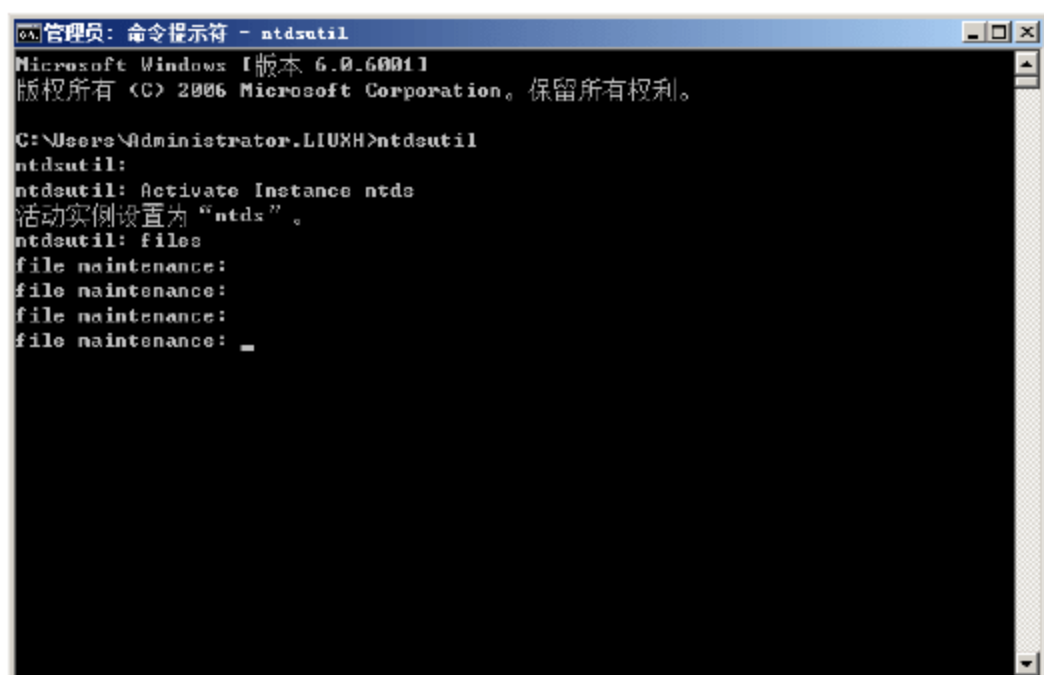 管理员: 命令提示符 - ntdsutil
Microsoft Windows [版本 6.0.6001]
版权所有 (C) 2006 Microsoft Corporation。保留所有权利。
C:\Users\Administrator.LIUXH>ntdsutil
ntdsutil:
ntdsutil: Activate Instance ntds
活动实例设置为“ntds”。
ntdsutil: files
file maintenance:
file maintenance:
file maintenance:
file maintenance: _